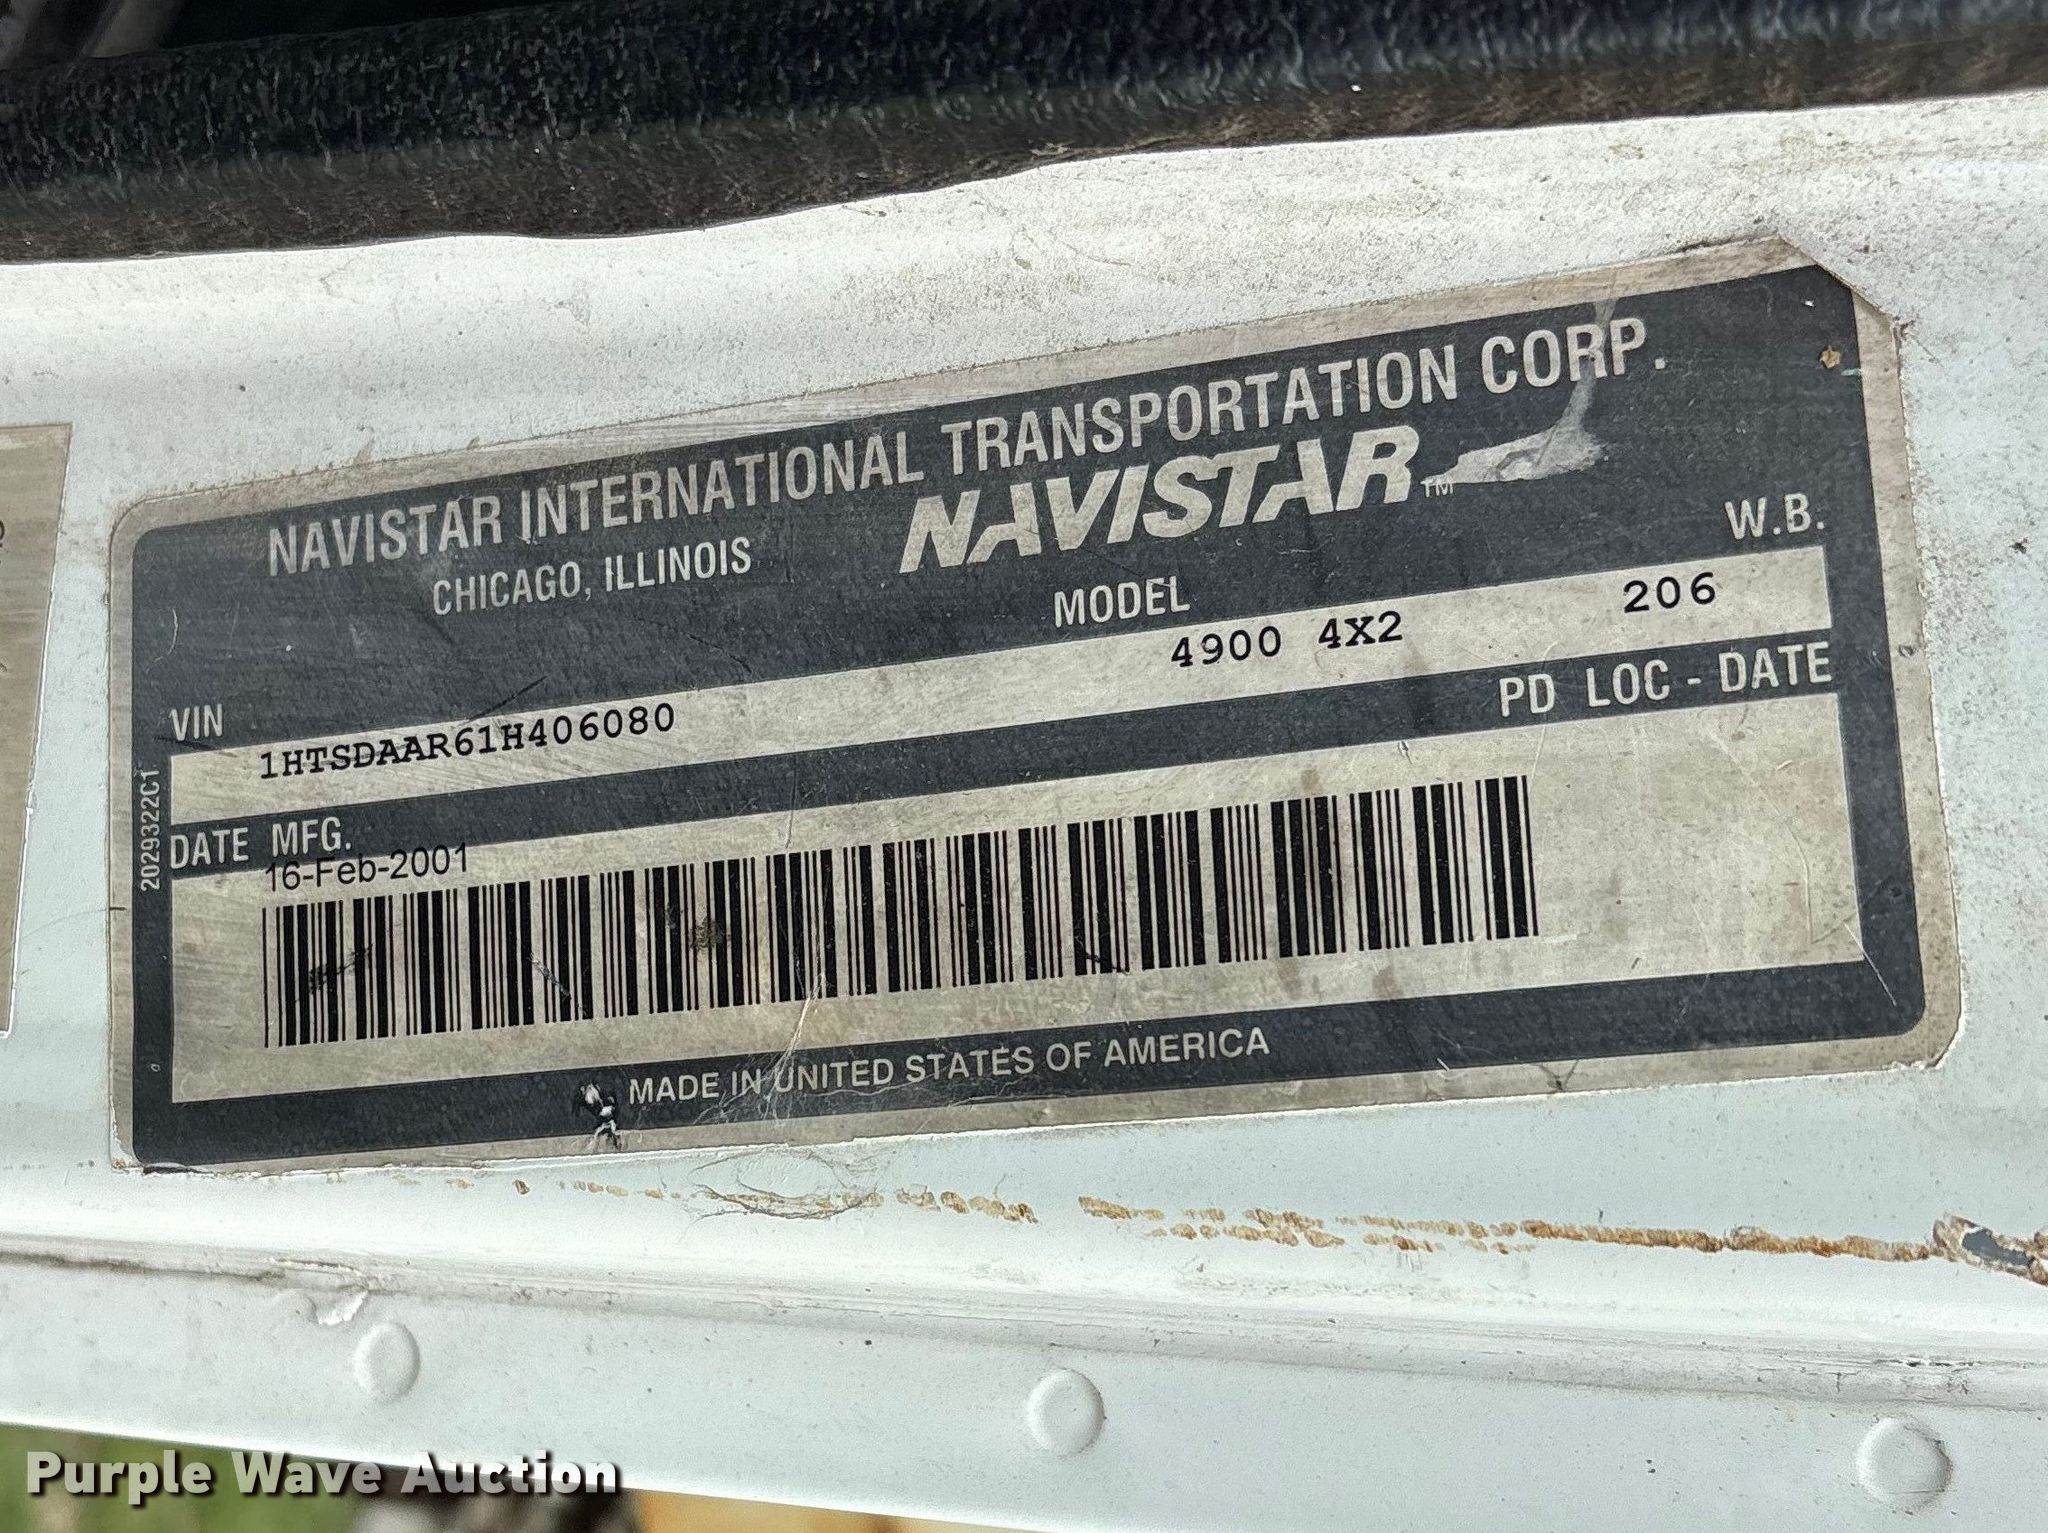 NAVISTAR INTERNATIONAL TRANSPORTATION CORP.
CHICAGO, ILLINOIS
NAVISTAR™
VIN
MODEL
W.B.
1HTSDAAR61H406080
4900 4X2
206
DATE MFG.
PD LOC - DATE
16-Feb-2001
2029322C1
MADE IN UNITED STATES OF AMERICA
Purple Wave Auction